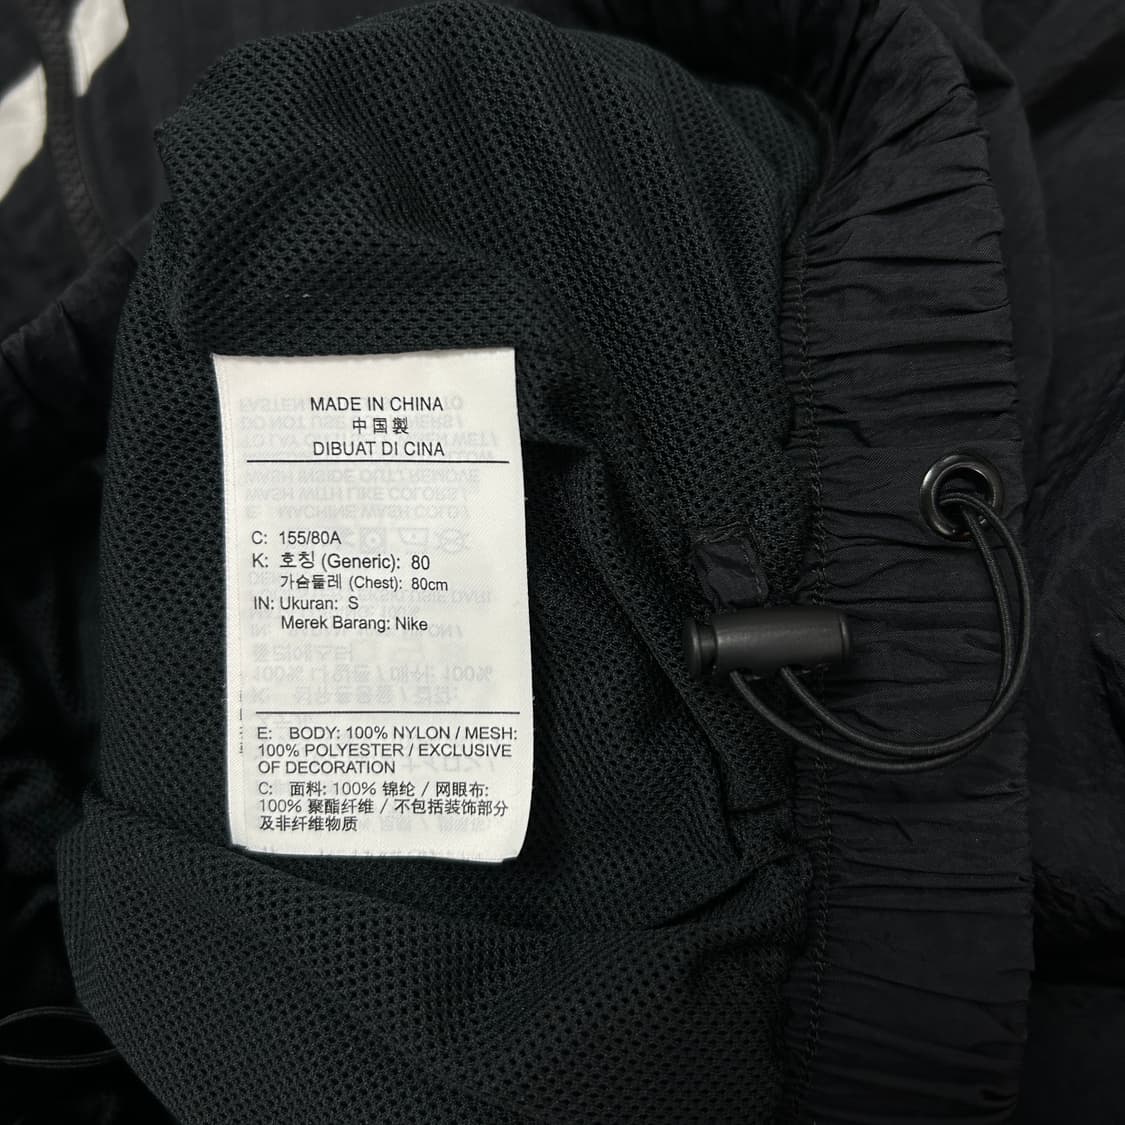 MADE IN CHINA
中国製
DIBUAT DI CINA
C: 155/80A
K: 호칭 (Generic): 80
가슴둘레 (Chest): 80cm
IN: Ukuran: S
Merek Barang: Nike
E: BODY: 100% NYLON / MESH:
100% POLYESTER / EXCLUSIVE
OF DECORATION
C: 面料: 100% 锦纶 / 网眼布:
100% 聚酯纤维 / 不包括装饰部分
及非纤维物质